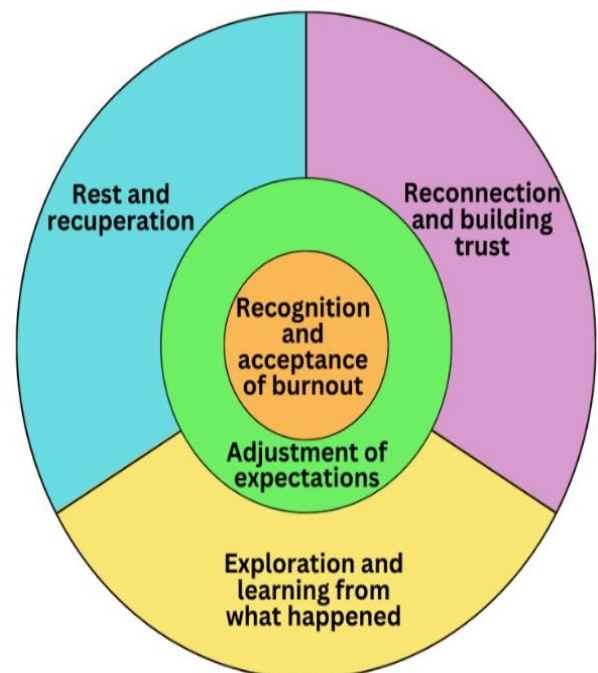 Rest and
recuperation
Reconnection
and building
trust
Recognition
and
acceptance
of burnout
Adjustment of
expectations
Exploration and
learning from
what happened